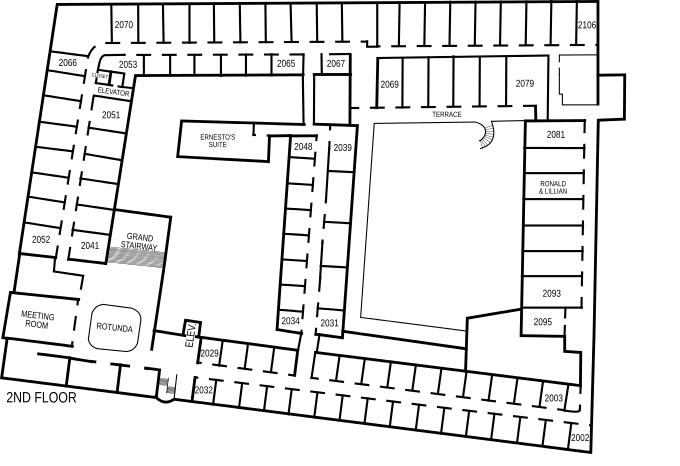 2070
2106
2066
2053
2065
2067
CLOSET
2069
2079
ELEVATOR
2051
TERRACE
ERNESTO'S
SUITE
2048
2039
2081
RONALD
& LILLIAN
GRAND
STAIRWAY
2052
2041
2093
MEETING
ROOM
ROTUNDA
ELEV.
2034
2031
2095
2029
2032
2003
2ND FLOOR
2002